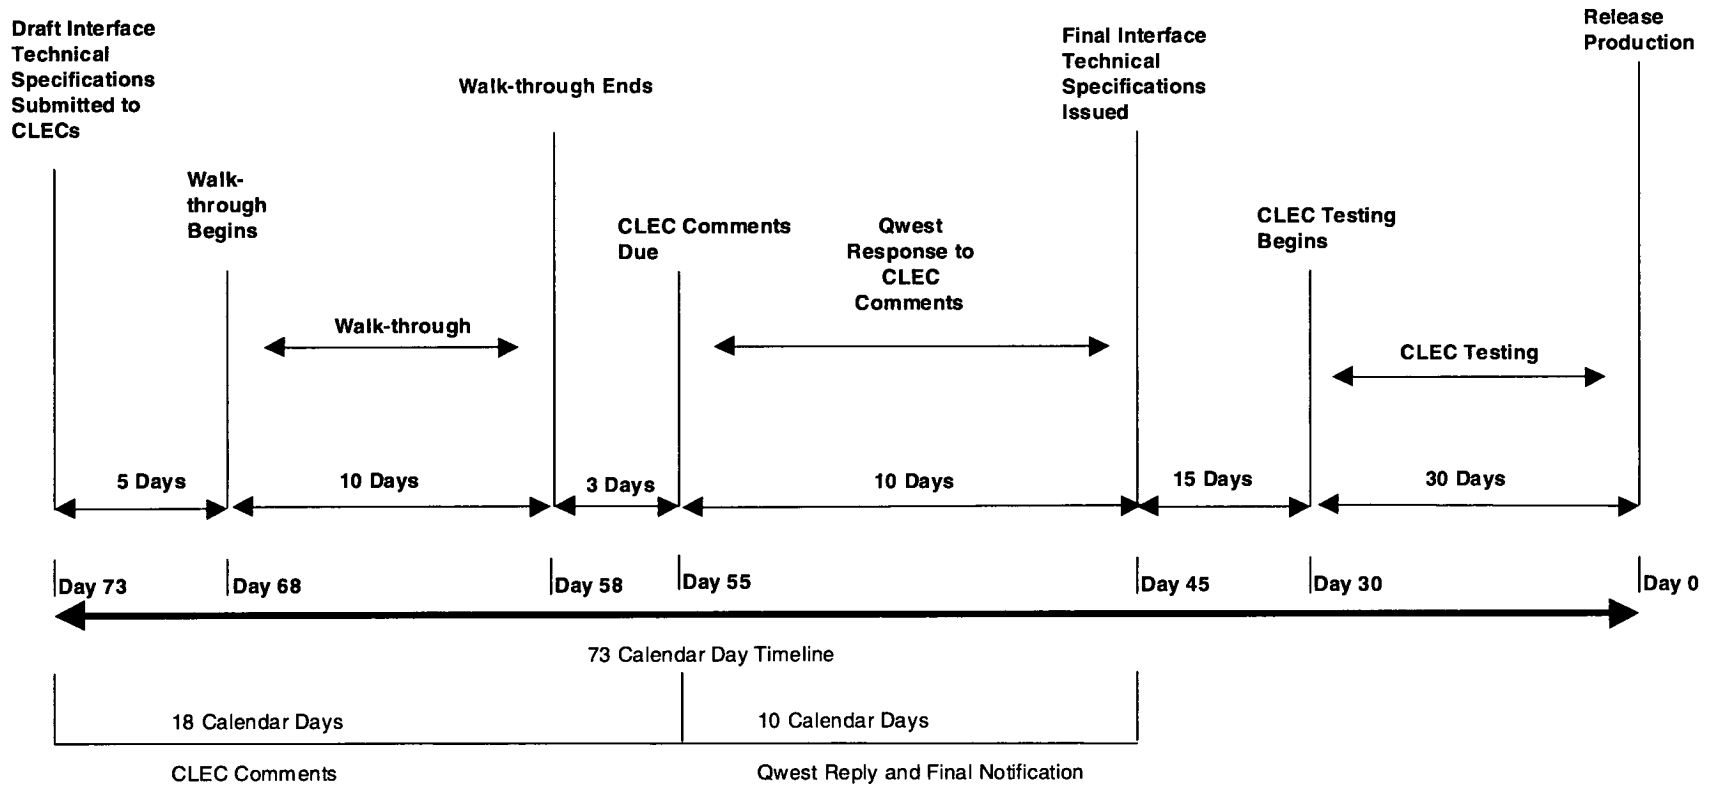 Draft Interface
Technical
Specifications
Submitted to
CLECs
Walk-
through
Begins
Walk-through Ends
CLEC Comments
Due
Qwest
Response to
CLEC
Comments
Final Interface
Technical
Specifications
Issued
CLEC Testing
Begins
Release
Production
Walk-through
CLEC Testing
5 Days
10 Days
3 Days
10 Days
15 Days
30 Days
Day 73
Day 68
Day 58
Day 55
Day 45
Day 30
Day 0
73 Calendar Day Timeline
18 Calendar Days
10 Calendar Days
CLEC Comments
Qwest Reply and Final Notification